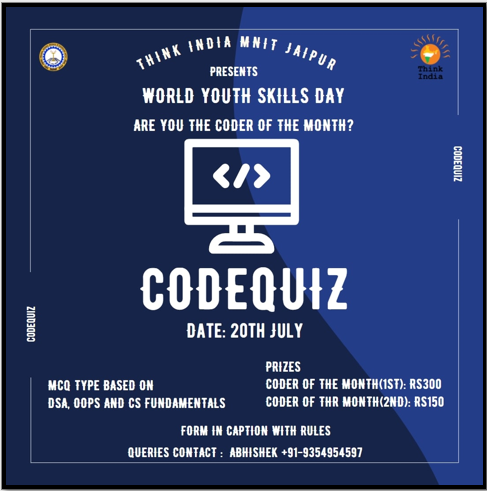 THINK INDIA MNIT JAIPUR
Think
India
PRESENTS
WORLD YOUTH SKILLS DAY
ARE YOU THE CODER OF THE MONTH?
CODEQUIZ
</>
CODEQUIZ
DATE: 20TH JULY
CODEQUIZ
MCQ TYPE BASED ON
DSA, OOPS AND CS FUNDAMENTALS
PRIZES
CODER OF THE MONTH(1ST): RS300
CODER OF THR MONTH(2ND): RS150
FORM IN CAPTION WITH RULES
QUERIES CONTACT : ABHISHEK +91-9354954597